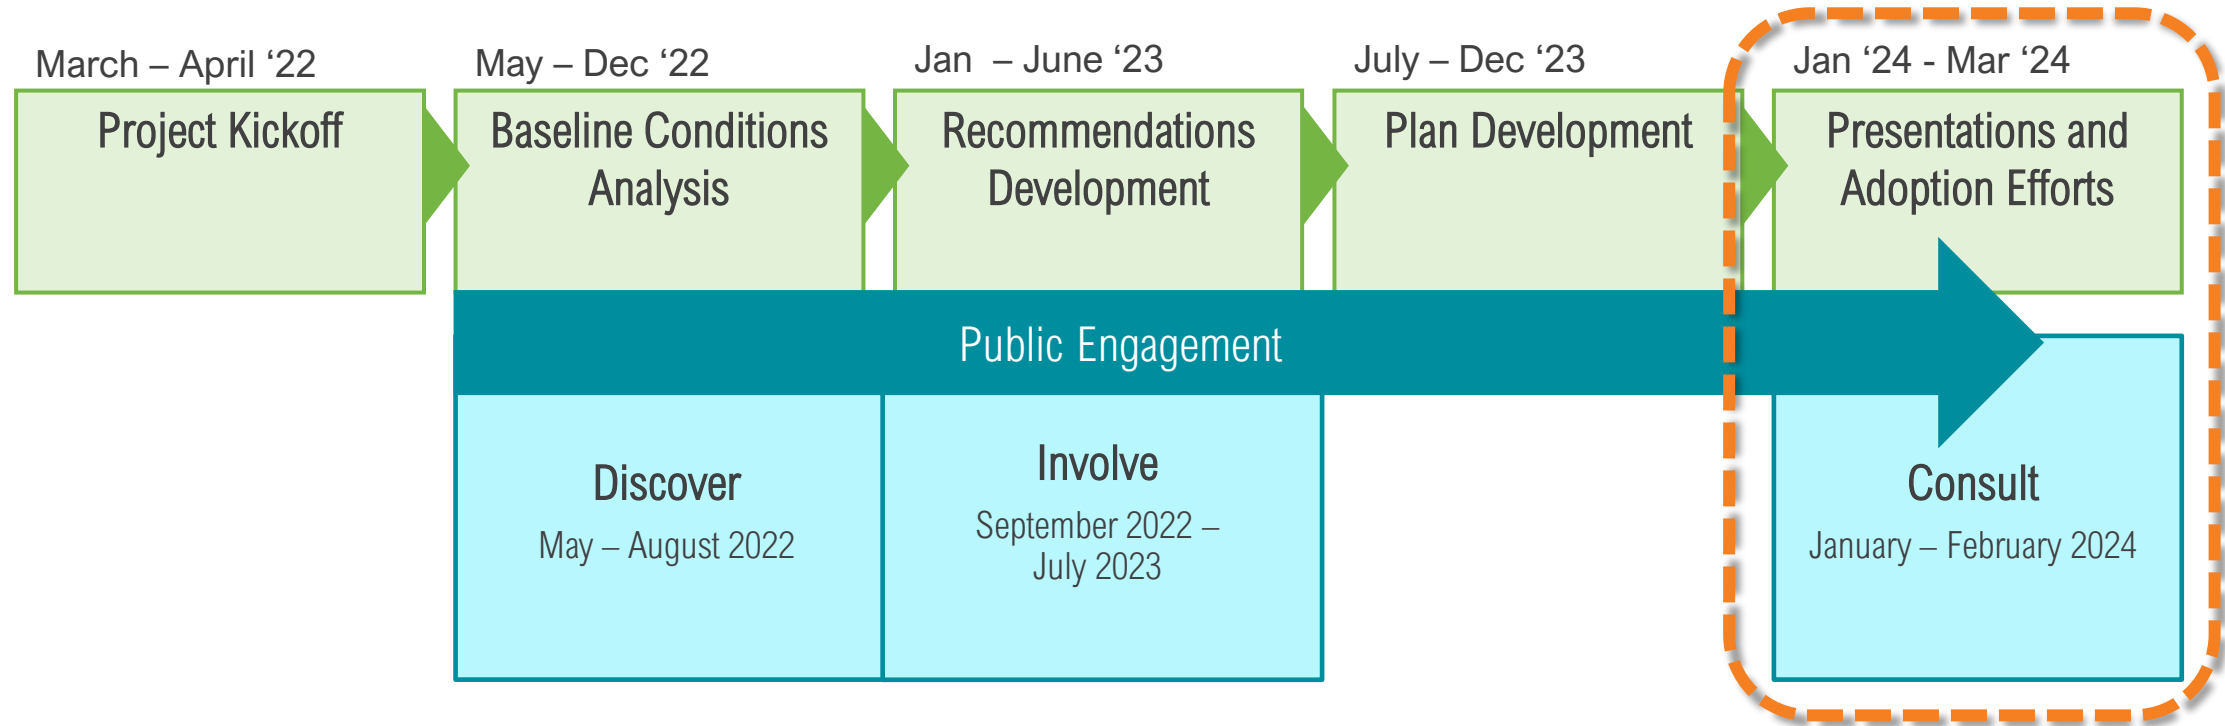 March – April ‘22
Project Kickoff
May – Dec ‘22
Baseline Conditions
Analysis
Jan  – June ‘23
Recommendations
Development
July – Dec ‘23
Plan Development
Jan ‘24 - Mar ‘24
Presentations and
Adoption Efforts
Public Engagement
Discover
May – August 2022
Involve
September 2022 –
July 2023
Consult
January – February 2024